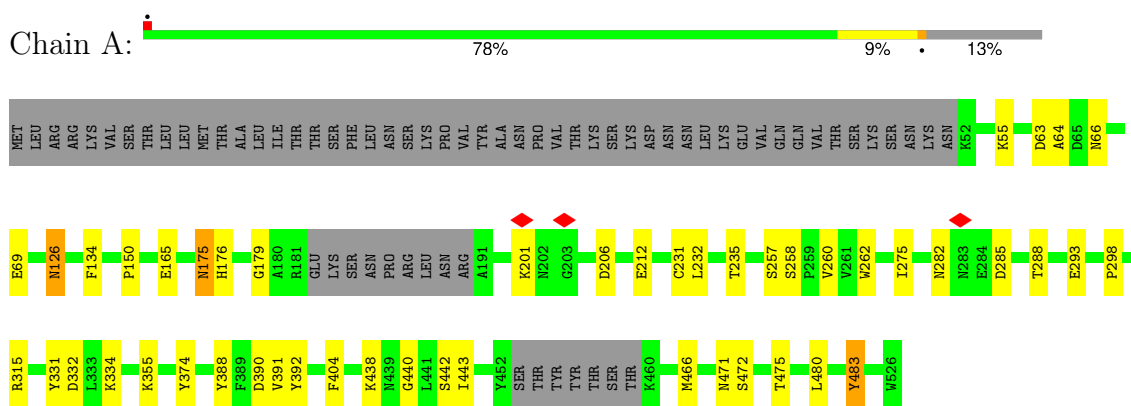 Chain A:
78% 9% • 13%
MET LEU ARG ARG LYS VAL SER THR LEU LEU MET THR ALA LEU ILE THR THR SER PHE LEU ASN SER LYS PRO VAL TYR ALA ASN PRO VAL THR LYS SER LYS ASP ASN ASN LEU LYS GLU VAL GLN GLN VAL THR SER LYS SER ASN LYS ASN K52 K55 D63 A64 D65 N66
E69 N126 F134 P150 E165 N175 H176 G179 A180 R181 GLU LYS SER ASN PRO ARG LEU ASN ARG A191 K201 N202 G203 D206 E212 C231 L232 T235 S257 S258 P259 V260 V261 W262 I275 N282 N283 E284 D285 T288 E293 P298
R315 Y331 D332 L333 K334 K355 Y374 Y388 F389 D390 V391 Y392 F404 K438 N439 G440 L441 S442 I443 Y452 SER THR TYR TYR THR SER THR K460 M466 N471 S472 T475 L480 Y483 W526